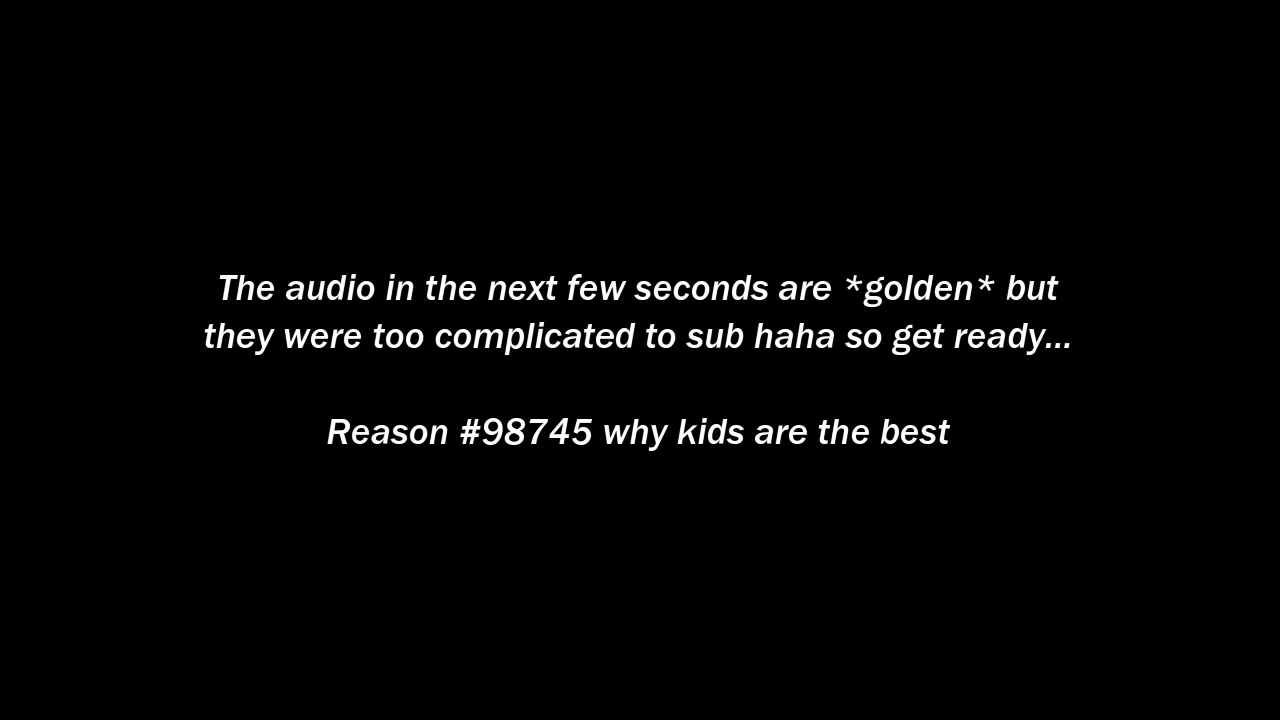 The audio in the next few seconds are *golden* but
they were too complicated to sub haha so get ready...
Reason #98745 why kids are the best